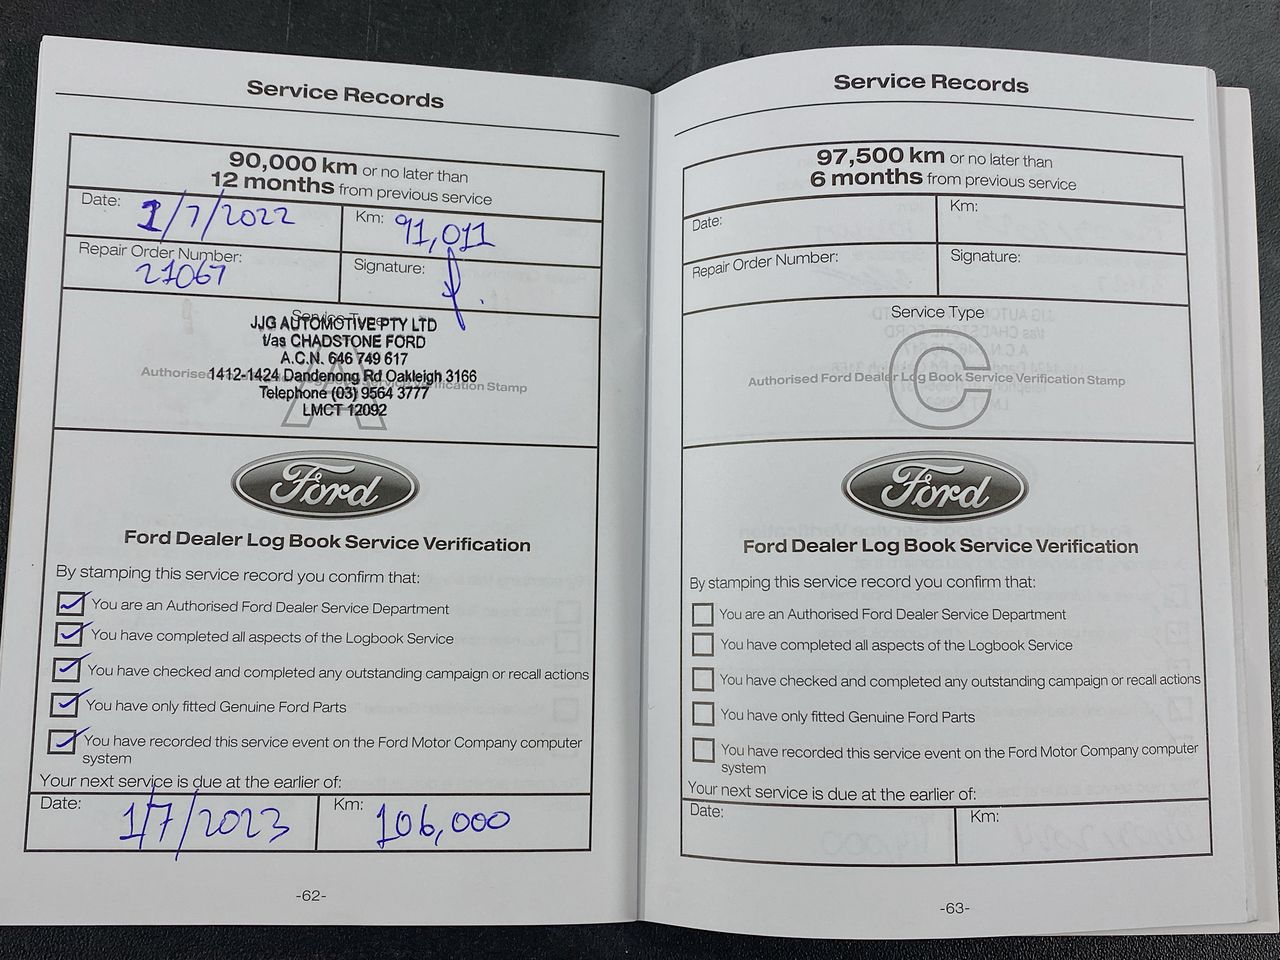 Service Records
90,000 km or no later than
12 months from previous service
Date: 1/7/2022
Km: 91,011
Repair Order Number:
21067
Signature:
Service Type
JJG AUTOMOTIVE PTY LTD
t/as CHADSTONE FORD
A.C.N. 646 749 617
1412-1424 Dandenong Rd Oakleigh 3166
Authorised Ford Dealer Log Book Service Verification Stamp
Telephone (03) 9564 3777
LMCT 12092
A
Ford
Ford Dealer Log Book Service Verification
By stamping this service record you confirm that:
You are an Authorised Ford Dealer Service Department
You have completed all aspects of the Logbook Service
You have checked and completed any outstanding campaign or recall actions
You have only fitted Genuine Ford Parts
You have recorded this service event on the Ford Motor Company computer
system
Your next service is due at the earlier of:
Date: 1/7/2023
Km: 106,000
-62-
Service Records
97,500 km or no later than
6 months from previous service
Date:
Km:
Repair Order Number:
Signature:
Service Type
C
Authorised Ford Dealer Log Book Service Verification Stamp
Ford
Ford Dealer Log Book Service Verification
By stamping this service record you confirm that:
You are an Authorised Ford Dealer Service Department
You have completed all aspects of the Logbook Service
You have checked and completed any outstanding campaign or recall actions
You have only fitted Genuine Ford Parts
You have recorded this service event on the Ford Motor Company computer
system
Your next service is due at the earlier of:
Date:
Km:
-63-